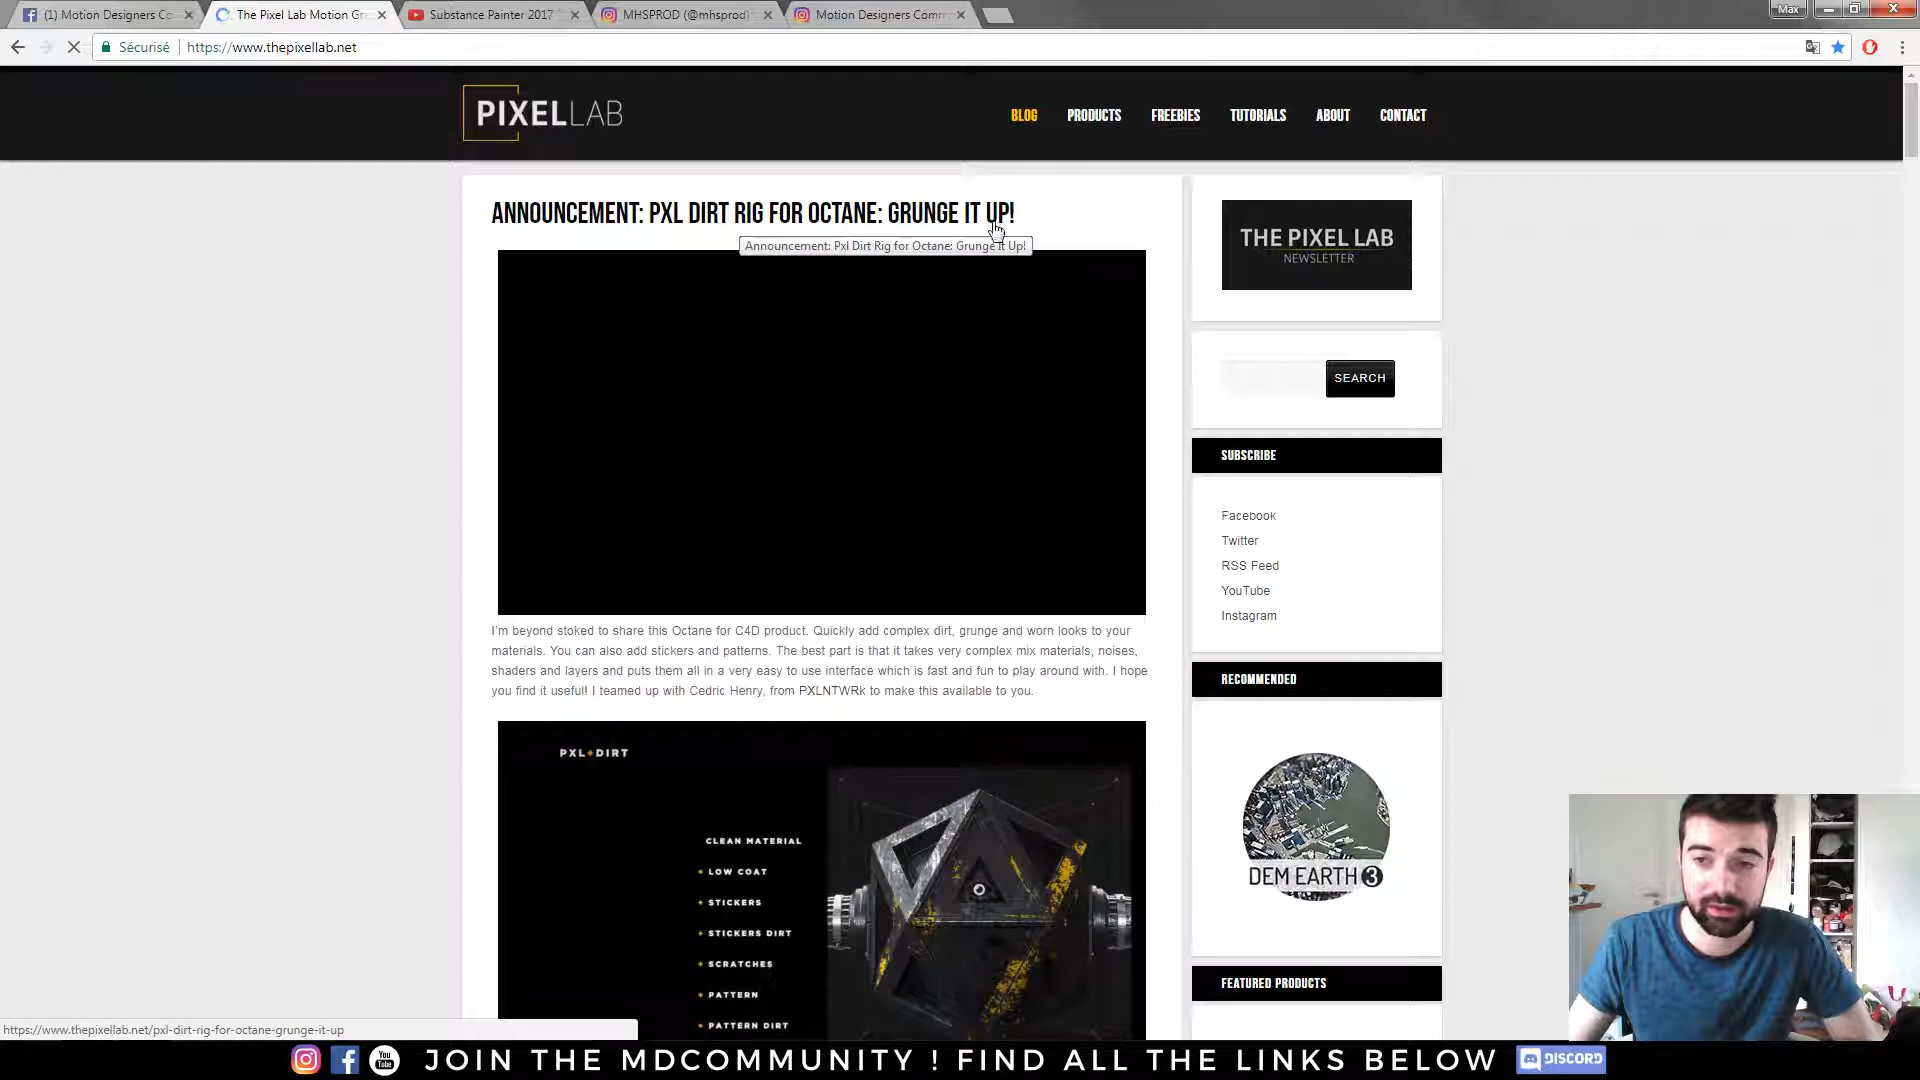 (1) Motion Designers Co
The Pixel Lab Motion Gr
Substance Painter 2017
MHSPROD (@mhsprod)
Motion Designers Com
Max
Sécurisé
https://www.thepixellab.net
PIXELLAB
BLOG
PRODUCTS
FREEBIES
TUTORIALS
ABOUT
CONTACT
ANNOUNCEMENT: PXL DIRT RIG FOR OCTANE: GRUNGE IT UP!
Announcement: Pxl Dirt Rig for Octane: Grunge It Up!
I'm beyond stoked to share this Octane for C4D product. Quickly add complex dirt, grunge and worn looks to your
materials. You can also add stickers and patterns. The best part is that it takes very complex mix materials, noises,
shaders and layers and puts them all in a very easy to use interface which is fast and fun to play around with. I hope
you find it useful! I teamed up with Cedric Henry, from PXLNTWRk to make this available to you.
PXL+DIRT
CLEAN MATERIAL
LOW COAT
STICKERS
STICKERS DIRT
SCRATCHES
PATTERN
PATTERN DIRT
THE PIXEL LAB
NEWSLETTER
SEARCH
SUBSCRIBE
Facebook
Twitter
RSS Feed
YouTube
Instagram
RECOMMENDED
DEM EARTH 3
FEATURED PRODUCTS
https://www.thepixellab.net/pxl-dirt-rig-for-octane-grunge-it-up
You Tube
JOIN THE MDCOMMUNITY ! FIND ALL THE LINKS BELOW
DISCORD